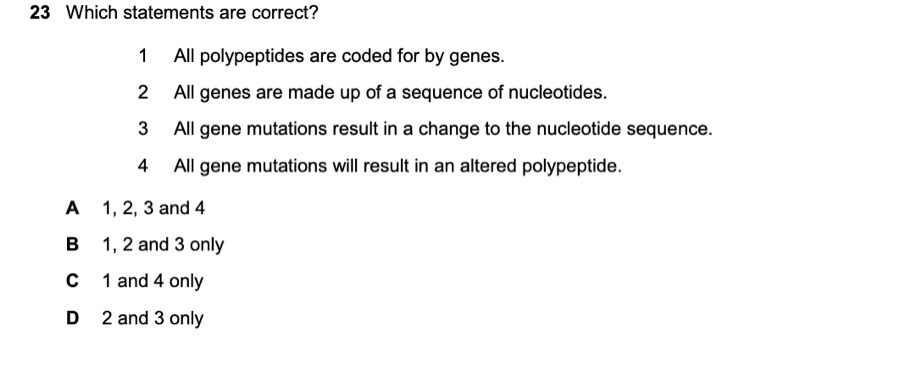 23 Which statements are correct?
1 All polypeptides are coded for by genes.
2 All genes are made up of a sequence of nucleotides.
3 All gene mutations result in a change to the nucleotide sequence.
4 All gene mutations will result in an altered polypeptide.
A 1, 2, 3 and 4
B 1, 2 and 3 only
C 1 and 4 only
D 2 and 3 only